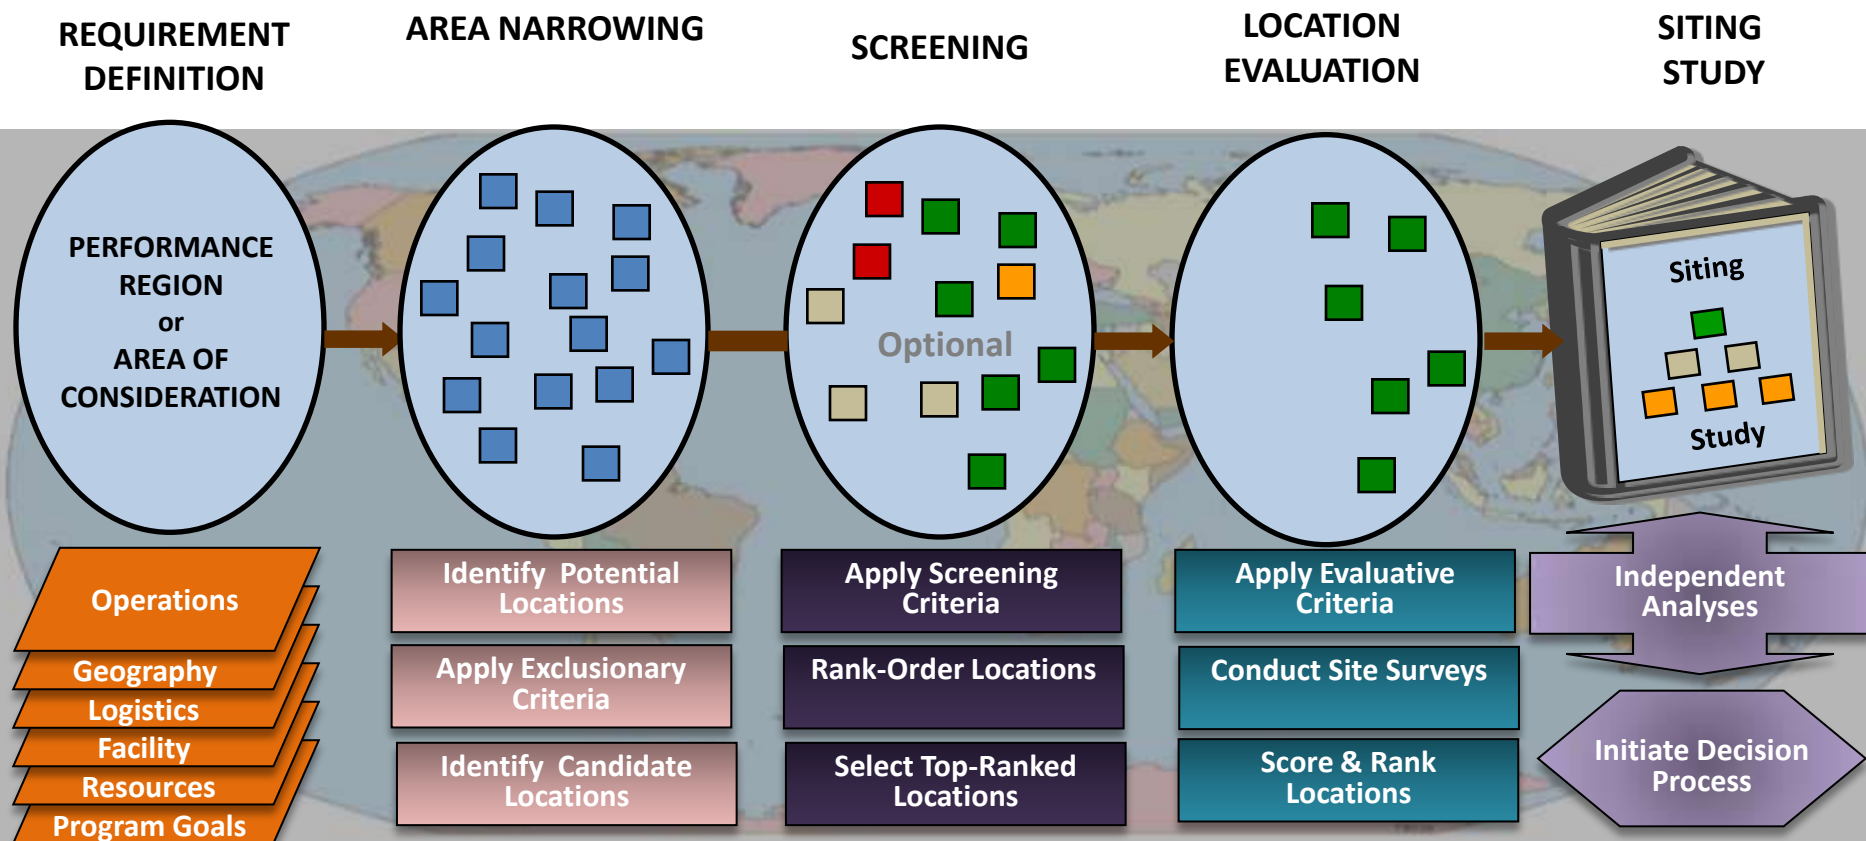 REQUIREMENT
DEFINITION
AREA NARROWING
SCREENING
LOCATION
EVALUATION
SITING
STUDY
PERFORMANCE
REGION
or
AREA OF
CONSIDERATION
Optional
Siting
Study
Operations
Geography
Logistics
Facility
Resources
Program Goals
Identify Potential
Locations
Apply Exclusionary
Criteria
Identify Candidate
Locations
Apply Screening
Criteria
Rank-Order Locations
Select Top-Ranked
Locations
Apply Evaluative
Criteria
Conduct Site Surveys
Score & Rank
Locations
Independent
Analyses
Initiate Decision
Process